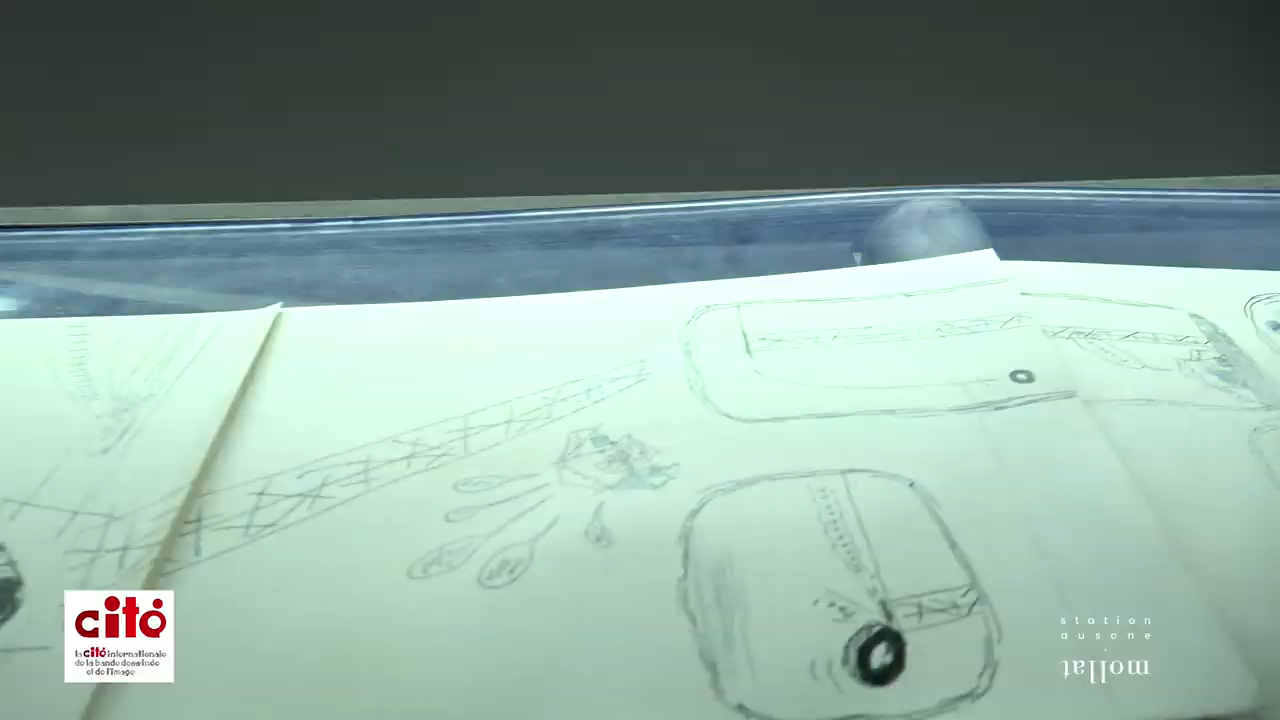 cité
la cité internationale
de la bande dessinée
et de l'image
station
ausone
mollat